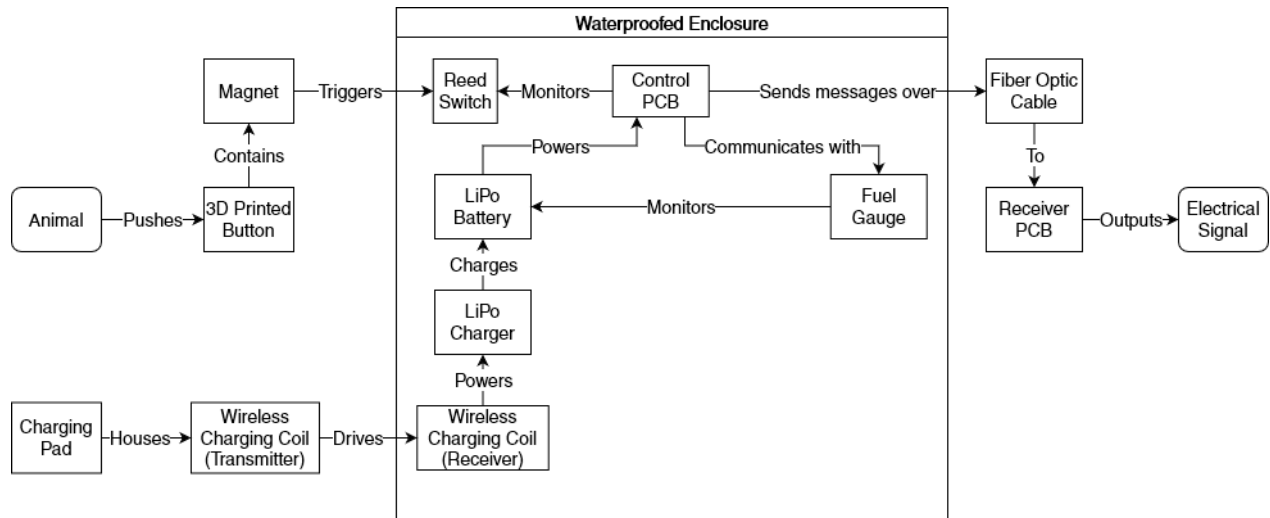 Waterproofed Enclosure
Magnet
Triggers
Reed
Switch
Monitors
Control
PCB
Sends messages over
Fiber Optic
Cable
Contains
Powers
Communicates with
To
Animal
Pushes
3D Printed
Button
LiPo
Battery
Monitors
Fuel
Gauge
Receiver
PCB
Outputs
Electrical
Signal
Charges
LiPo
Charger
Powers
Charging
Pad
Houses
Wireless
Charging Coil
(Transmitter)
Drives
Wireless
Charging Coil
(Receiver)